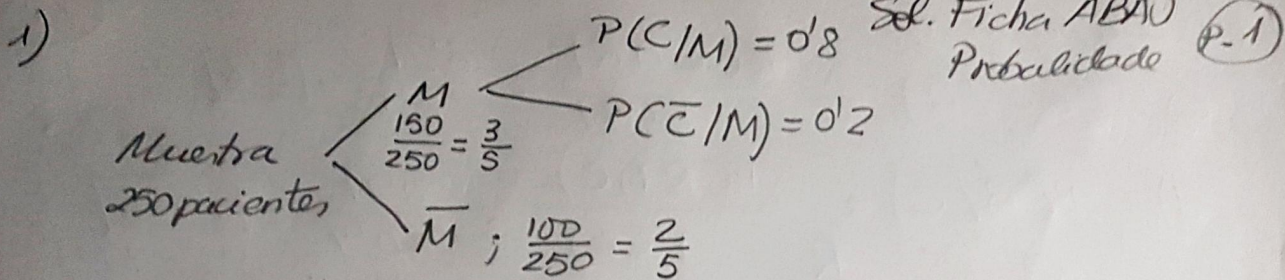 1)
P(C/M) = 0'8
Sol. Ficha ABAU
Probalidade
P-1
M
150/250 = 3/5
P(C̅/M) = 0'2
Muestra
250 pacientes
M̅ ; 100/250 = 2/5